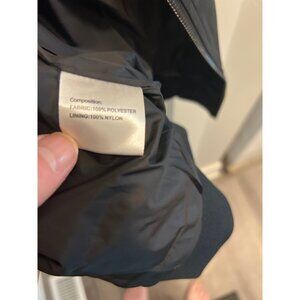 Composition:
FABRIC:100%POLYESTER
LINING:100%NYLON